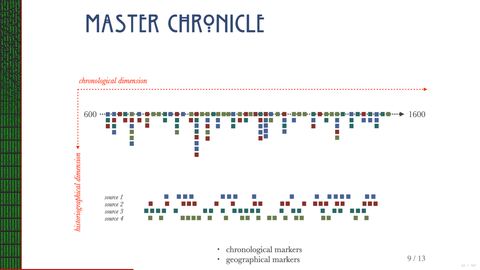 MASTER CHRONICLE
chronological dimension
600
1600
historiographical dimension
source 1
source 2
source 3
source 4
• chronological markers
• geographical markers
9 / 13